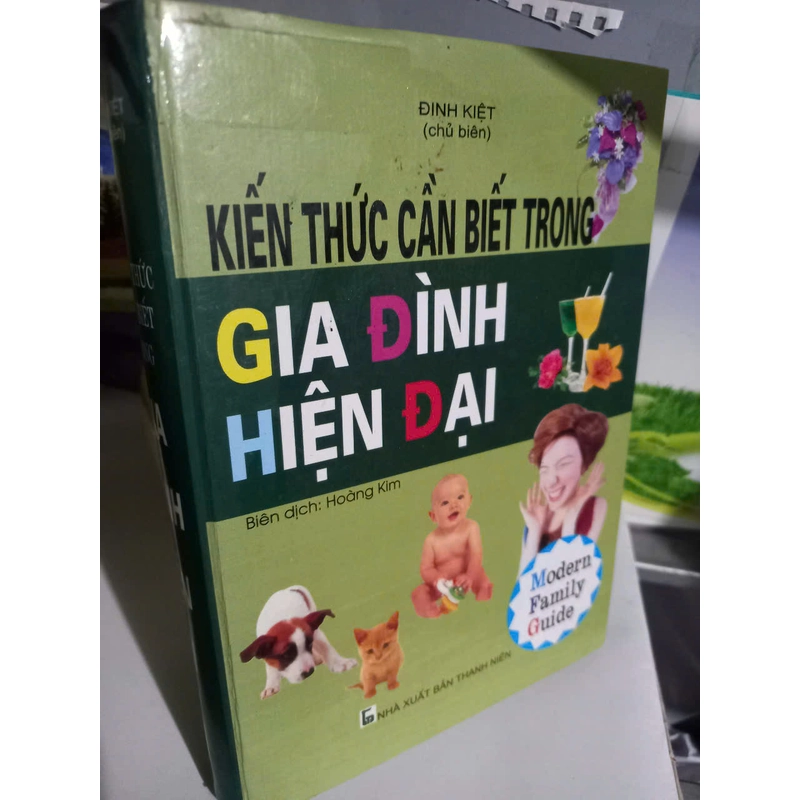 ĐINH KIỆT
(chủ biên)
KIẾN THỨC CẦN BIẾT TRONG
GIA ĐÌNH
HIỆN ĐẠI
Biên dịch: Hoàng Kim
Modern
Family
Guide
NHÀ XUẤT BẢN THANH NIÊN